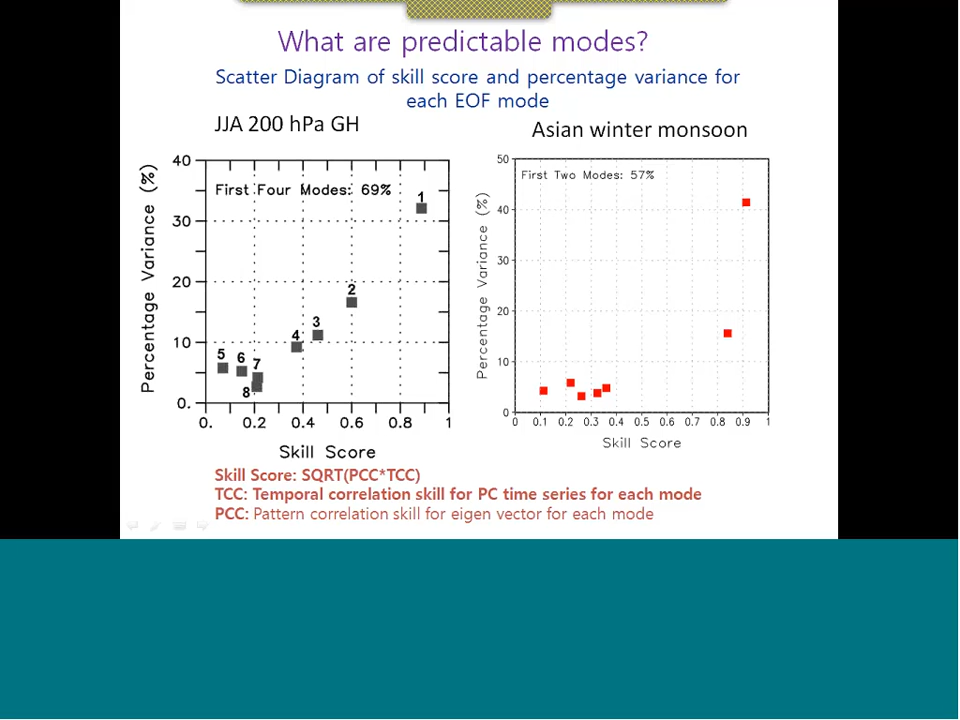 What are predictable modes?
Scatter Diagram of skill score and percentage variance for
each EOF mode
JJA 200 hPa GH
Asian winter monsoon
First Four Modes: 69%
Percentage Variance (%)
40
30
20
10
0.
1
2
3
4
5
6
7
8
0.
0.2
0.4
0.6
0.8
1
Skill Score
First Two Modes: 57%
Percentage Variance (%)
50
40
30
20
10
0
0
0.1
0.2
0.3
0.4
0.5
0.6
0.7
0.8
0.9
1
Skill Score
Skill Score: SQRT(PCC*TCC)
TCC: Temporal correlation skill for PC time series for each mode
PCC: Pattern correlation skill for eigen vector for each mode